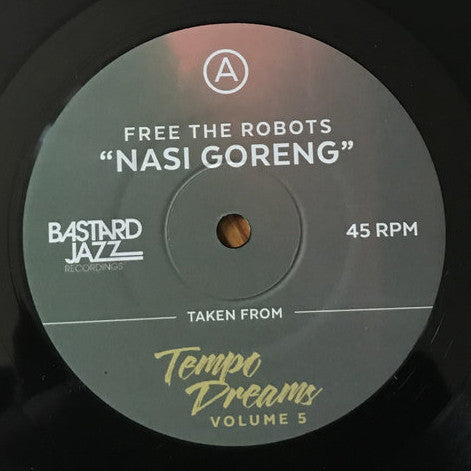 A
FREE THE ROBOTS
“NASI GORENG”
BASTARD
JAZZ
RECORDINGS
45 RPM
TAKEN FROM
Tempo
Dreams
VOLUME 5